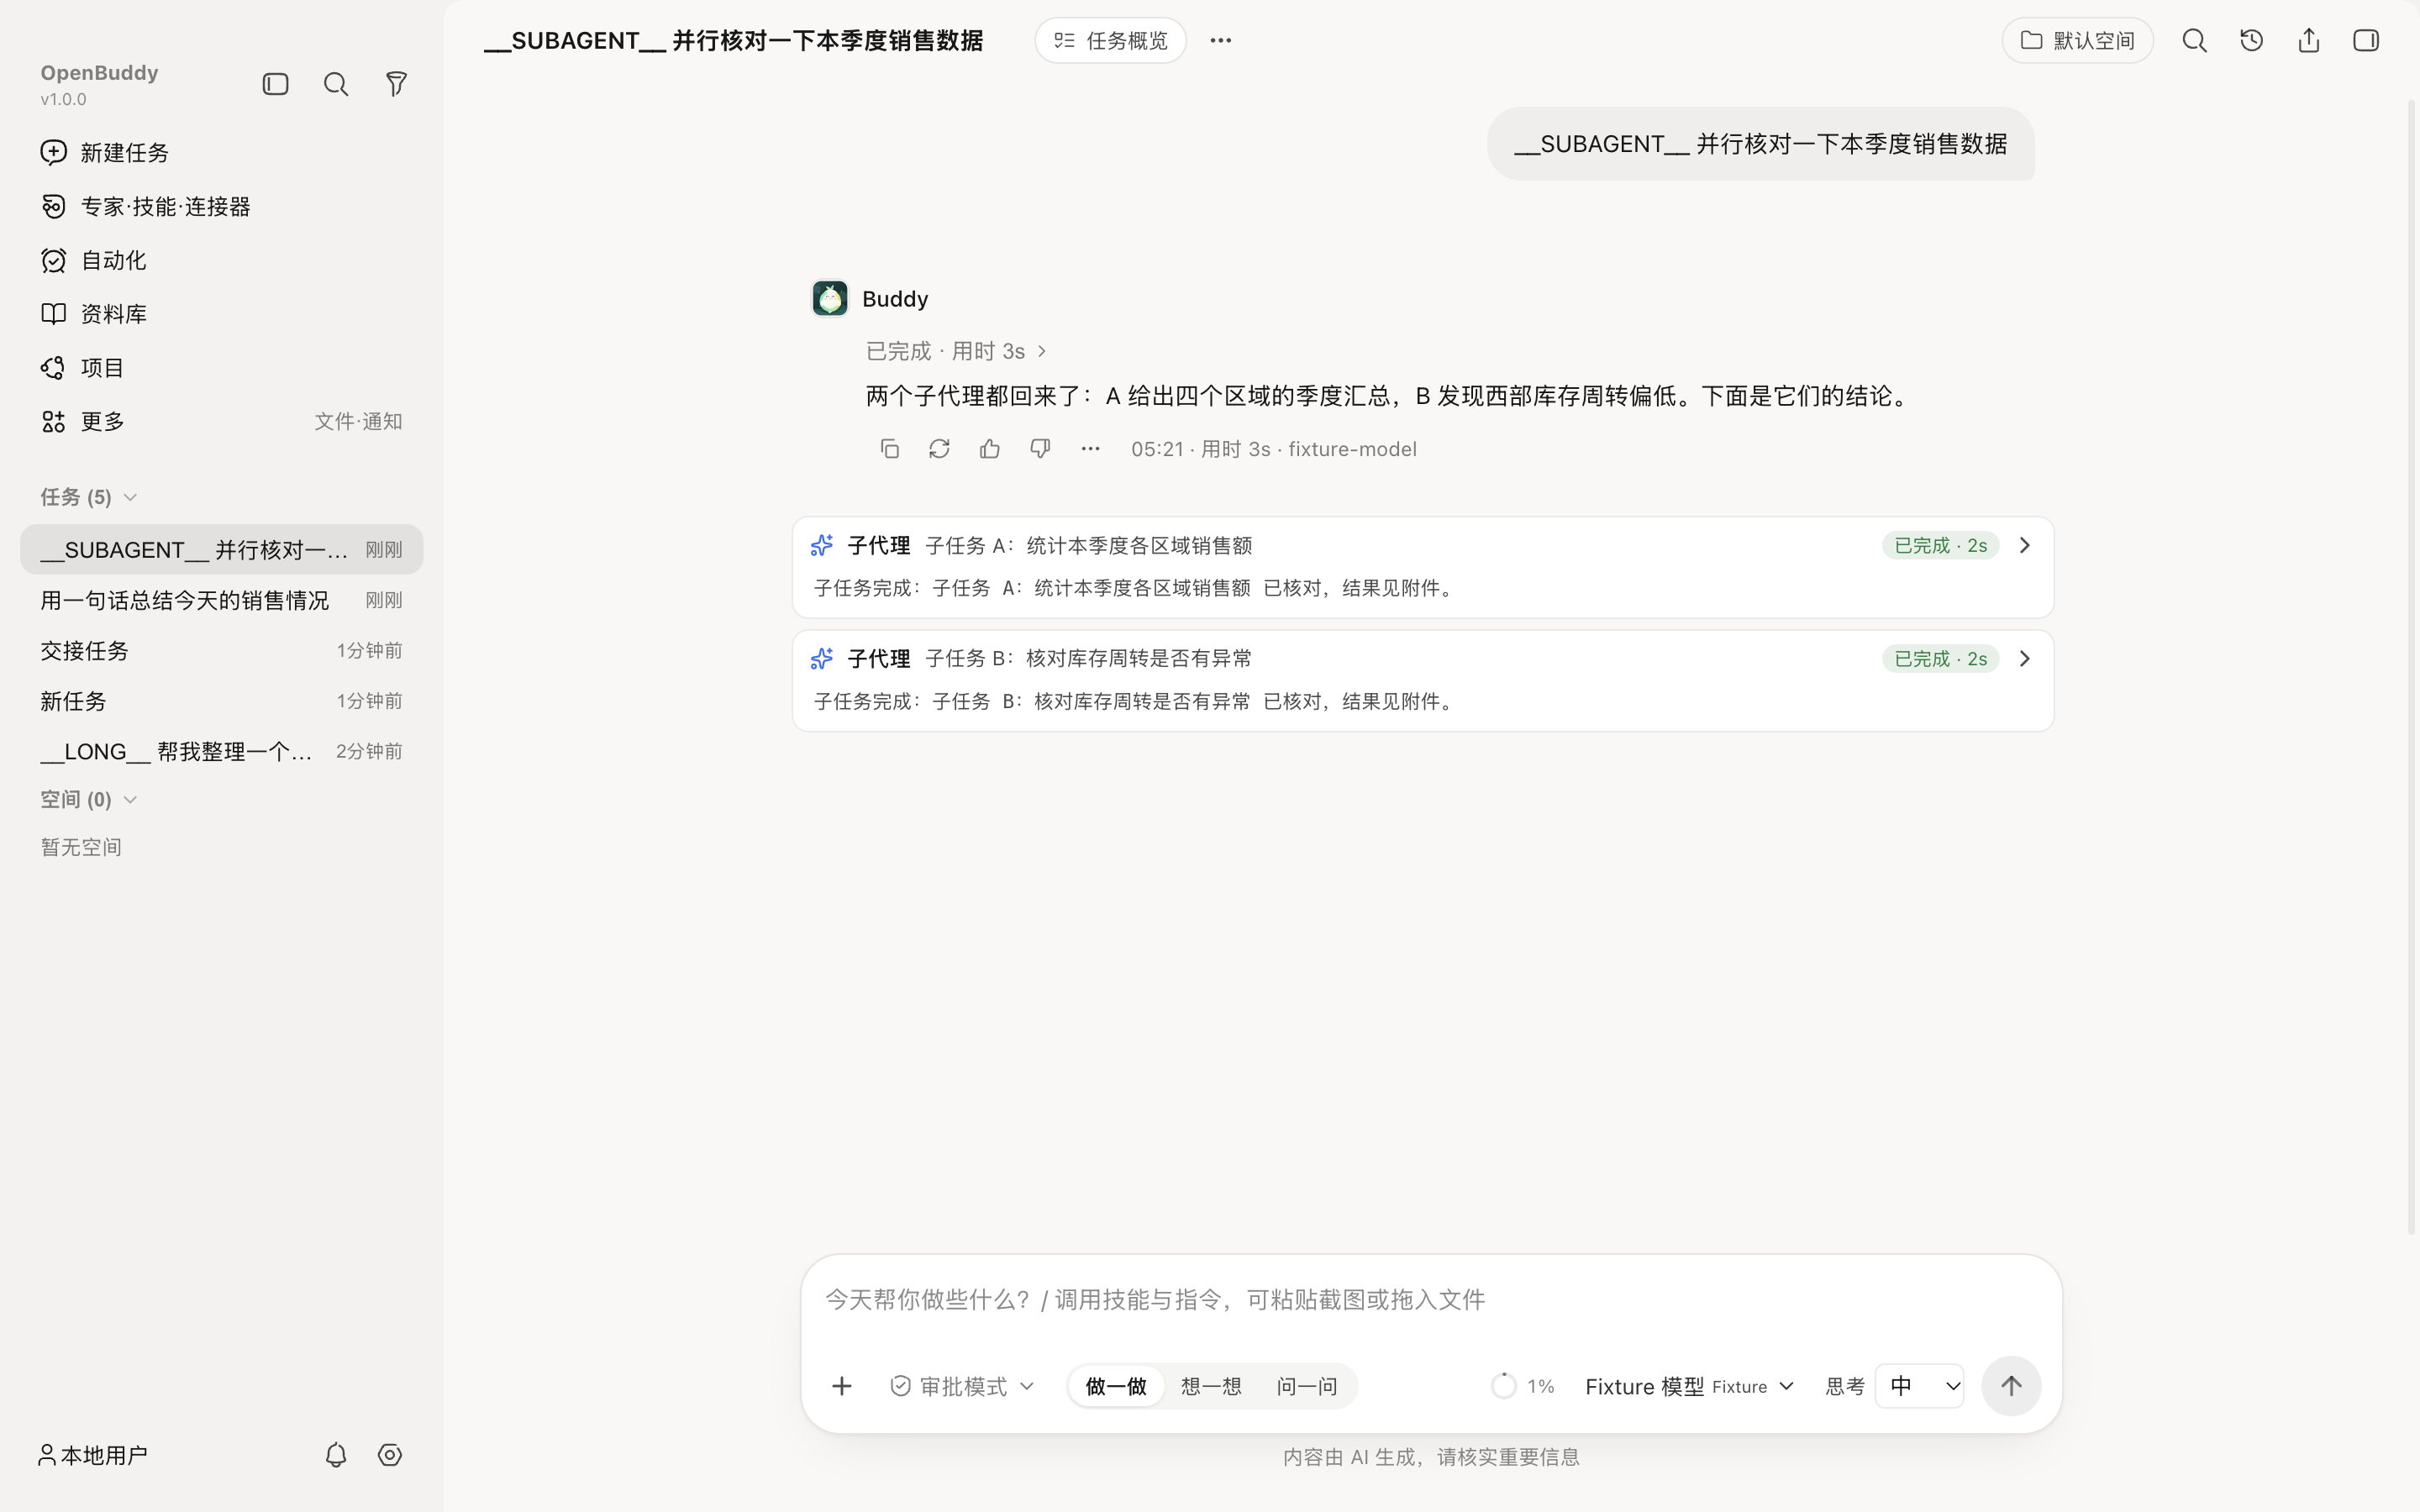 OpenBuddy
v1.0.0
新建任务
专家·技能·连接器
自动化
资料库
项目
更多 文件·通知
任务 (5)
__SUBAGENT__ 并行核对一... 刚刚
用一句话总结今天的销售情况 刚刚
交接任务 1分钟前
新任务 1分钟前
__LONG__ 帮我整理一个... 2分钟前
空间 (0)
暂无空间
本地用户
__SUBAGENT__ 并行核对一下本季度销售数据 任务概览 默认空间
__SUBAGENT__ 并行核对一下本季度销售数据
Buddy
已完成 · 用时 3s
两个子代理都回来了：A 给出四个区域的季度汇总，B 发现西部库存周转偏低。下面是它们的结论。
05:21 · 用时 3s · fixture-model
子代理 子任务 A：统计本季度各区域销售额 已完成 · 2s
子任务完成：子任务 A：统计本季度各区域销售额 已核对，结果见附件。
子代理 子任务 B：核对库存周转是否有异常 已完成 · 2s
子任务完成：子任务 B：核对库存周转是否有异常 已核对，结果见附件。
今天帮你做些什么？/ 调用技能与指令，可粘贴截图或拖入文件
审批模式 做一做 想一想 问一问 1% Fixture 模型 Fixture 思考 中
内容由 AI 生成，请核实重要信息